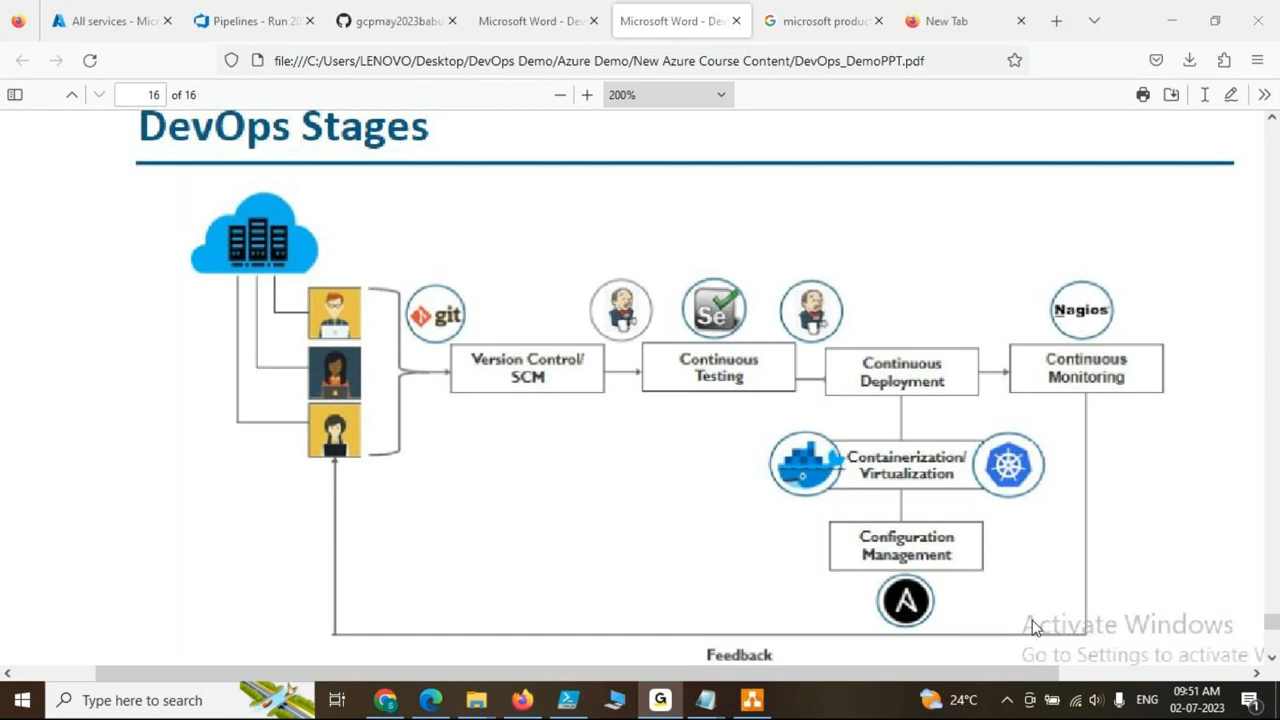 All services - Micr
Pipelines - Run 20
gcpmay2023babu
Microsoft Word - Dev
Microsoft Word - Dev
microsoft produc
New Tab
file:///C:/Users/LENOVO/Desktop/DevOps Demo/Azure Demo/New Azure Course Content/DevOps_DemoPPT.pdf
16 of 16
200%
DevOps Stages
git
Se
Nagios
Version Control/
SCM
Continuous
Testing
Continuous
Deployment
Continuous
Monitoring
Containerization/
Virtualization
Configuration
Management
A
Feedback
Activate Windows
Go to Settings to activate W
Type here to search
G
24°C
ENG
09:51 AM
02-07-2023
1